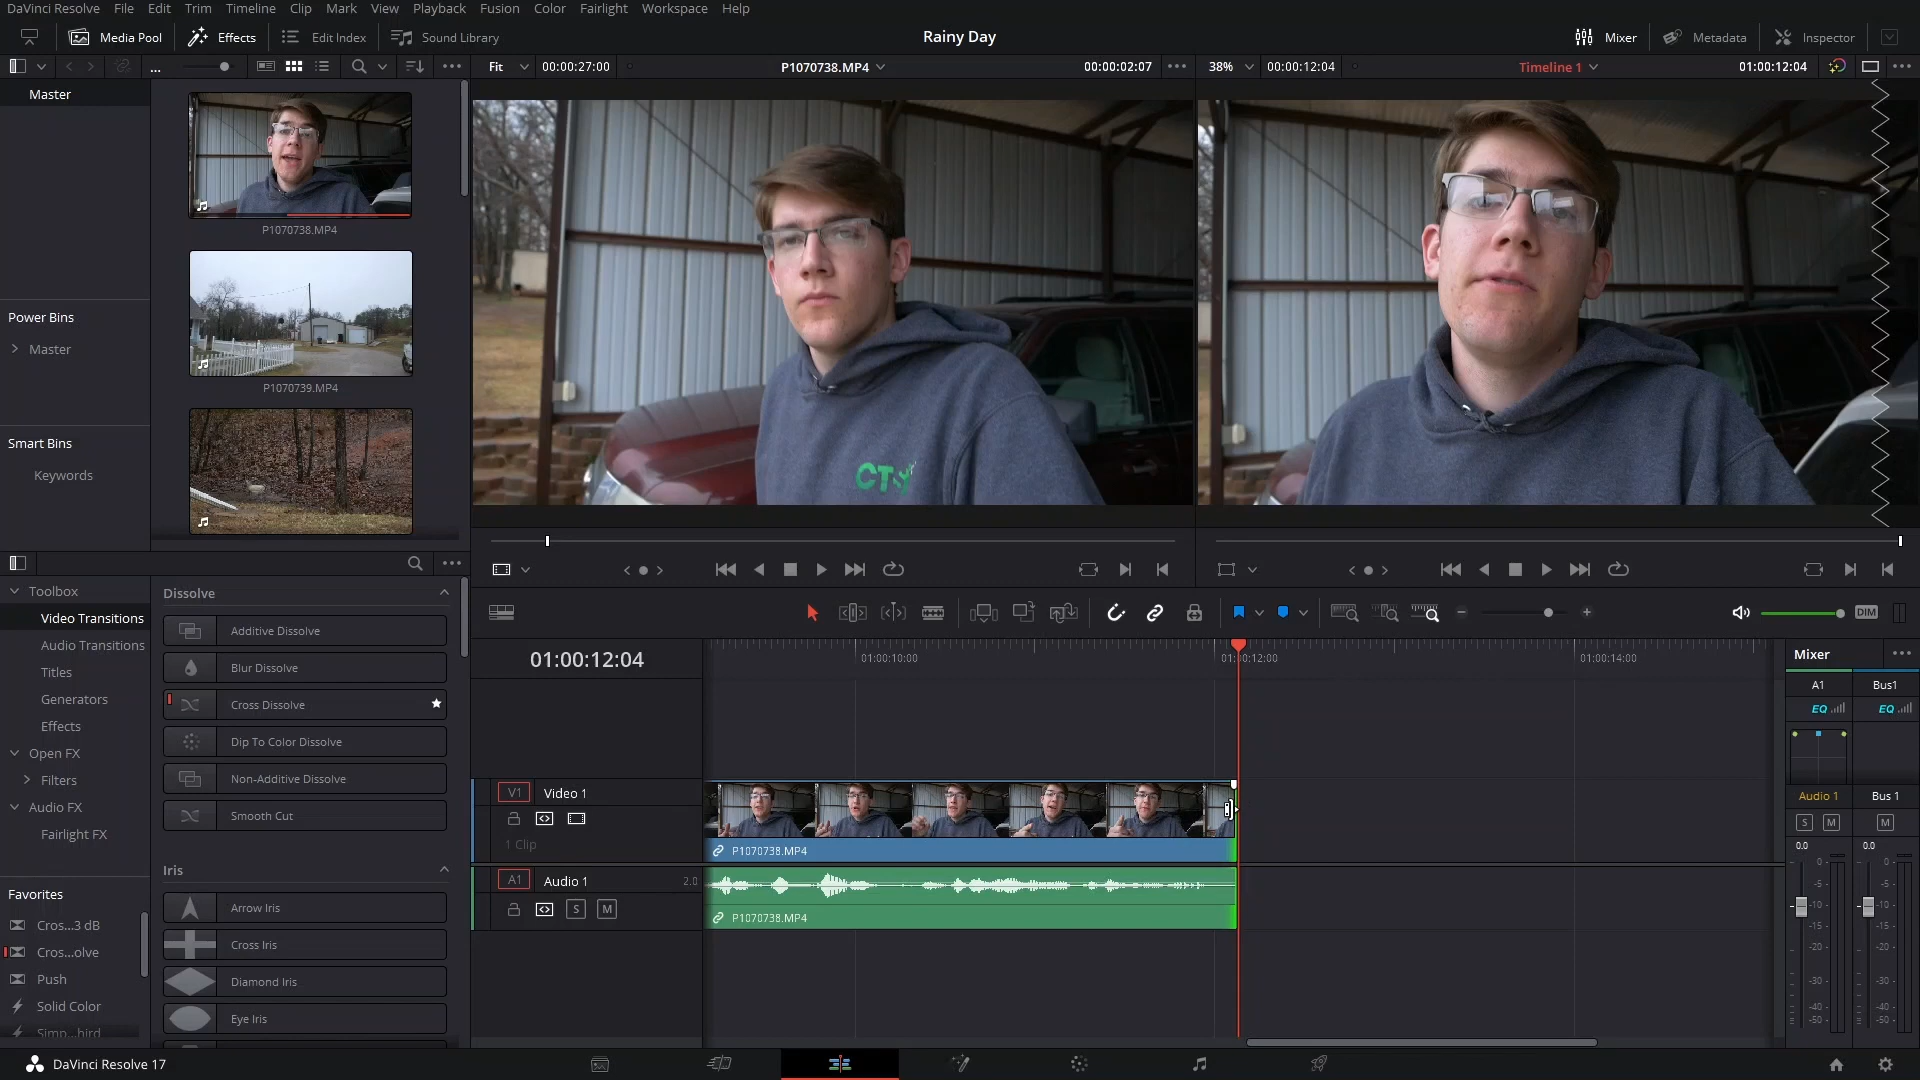 DaVinci Resolve File Edit Trim Timeline Clip Mark View Playback Fusion Color Fairlight Workspace Help
Media Pool Effects Edit Index Sound Library Rainy Day Mixer Metadata Inspector
... Fit 00:00:27:00 P1070738.MP4 00:00:02:07 38% 00:00:12:04 Timeline 1 01:00:12:04
Master
P1070738.MP4
Power Bins
Master
P1070739.MP4
Smart Bins
Keywords
Toolbox
Video Transitions
Audio Transitions
Titles
Generators
Effects
Open FX
Filters
Audio FX
Fairlight FX
Favorites
Cros...3 dB
Cros...olve
Push
Solid Color
Simp...hird
Dissolve
Additive Dissolve
Blur Dissolve
Cross Dissolve
Dip To Color Dissolve
Non-Additive Dissolve
Smooth Cut
Iris
Arrow Iris
Cross Iris
Diamond Iris
Eye Iris
DIM
01:00:12:04
01:00:10:00 01:00:12:00 01:00:14:00
V1 Video 1
1 Clip
P1070738.MP4
A1 Audio 1 2.0
S M
P1070738.MP4
Mixer
A1 Bus1
EQ EQ
Audio 1 Bus 1
S M M
0.0 0.0
0 0
-5 -5
-10 -10
-15 -15
-20 -20
-30 -30
-40 -40
-50 -50
DaVinci Resolve 17